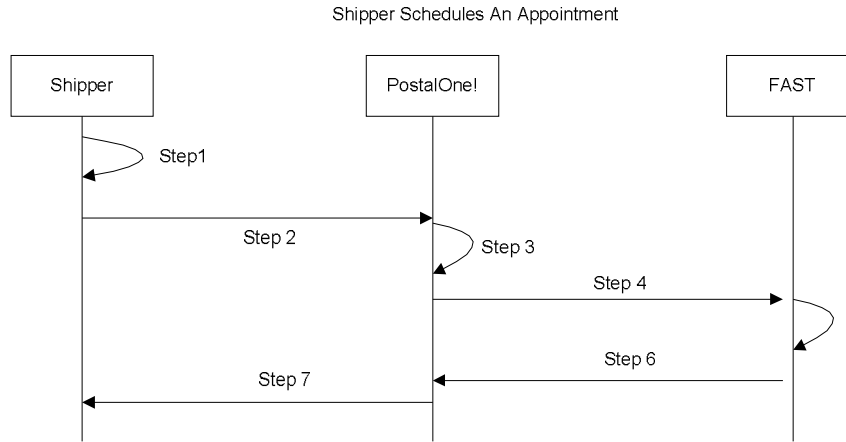 Shipper Schedules An Appointment
Shipper
PostalOne!
FAST
Step1
Step 2
Step 3
Step 4
Step 6
Step 7